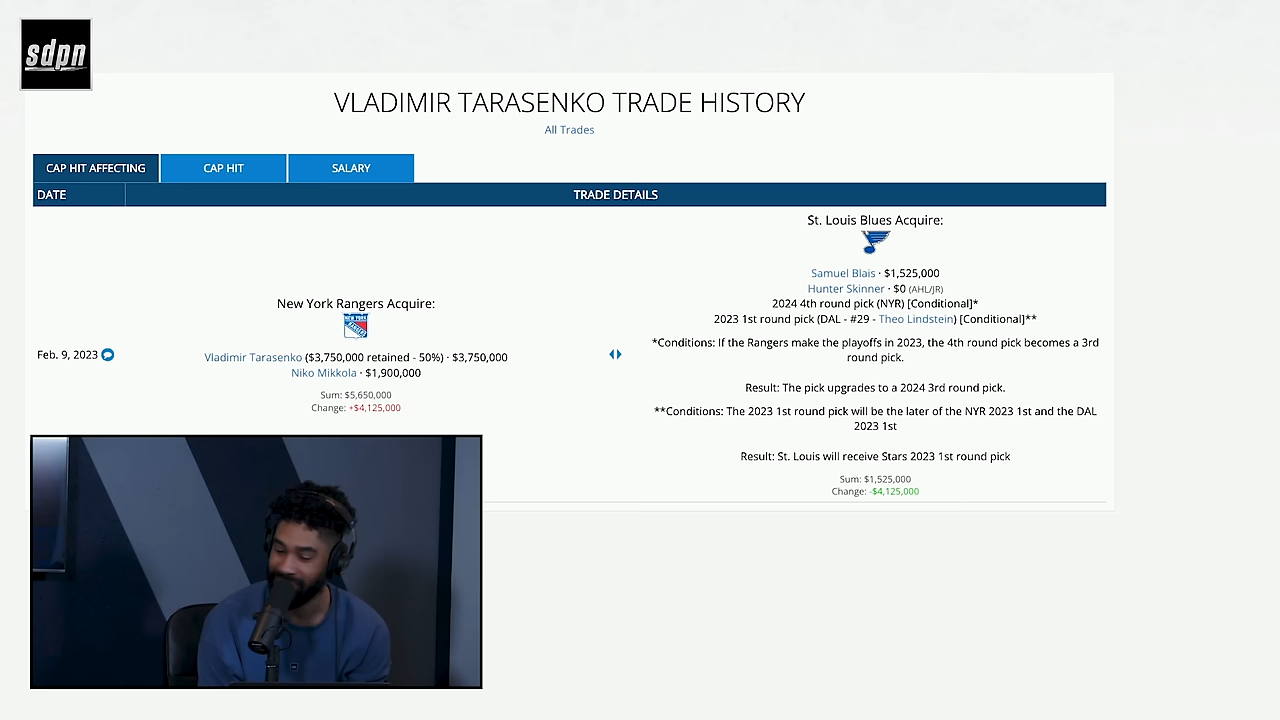 sdpn
VLADIMIR TARASENKO TRADE HISTORY
All Trades
CAP HIT AFFECTING
CAP HIT
SALARY
DATE
TRADE DETAILS
Feb. 9, 2023
New York Rangers Acquire:
NEW YORK
Vladimir Tarasenko ($3,750,000 retained - 50%) · $3,750,000
Niko Mikkola · $1,900,000
Sum: $5,650,000
Change: +$4,125,000
St. Louis Blues Acquire:
Samuel Blais · $1,525,000
Hunter Skinner · $0 (AHL/JR)
2024 4th round pick (NYR) [Conditional]*
2023 1st round pick (DAL - #29 - Theo Lindstein) [Conditional]**
*Conditions: If the Rangers make the playoffs in 2023, the 4th round pick becomes a 3rd
round pick.
Result: The pick upgrades to a 2024 3rd round pick.
**Conditions: The 2023 1st round pick will be the later of the NYR 2023 1st and the DAL
2023 1st
Result: St. Louis will receive Stars 2023 1st round pick
Sum: $1,525,000
Change: -$4,125,000